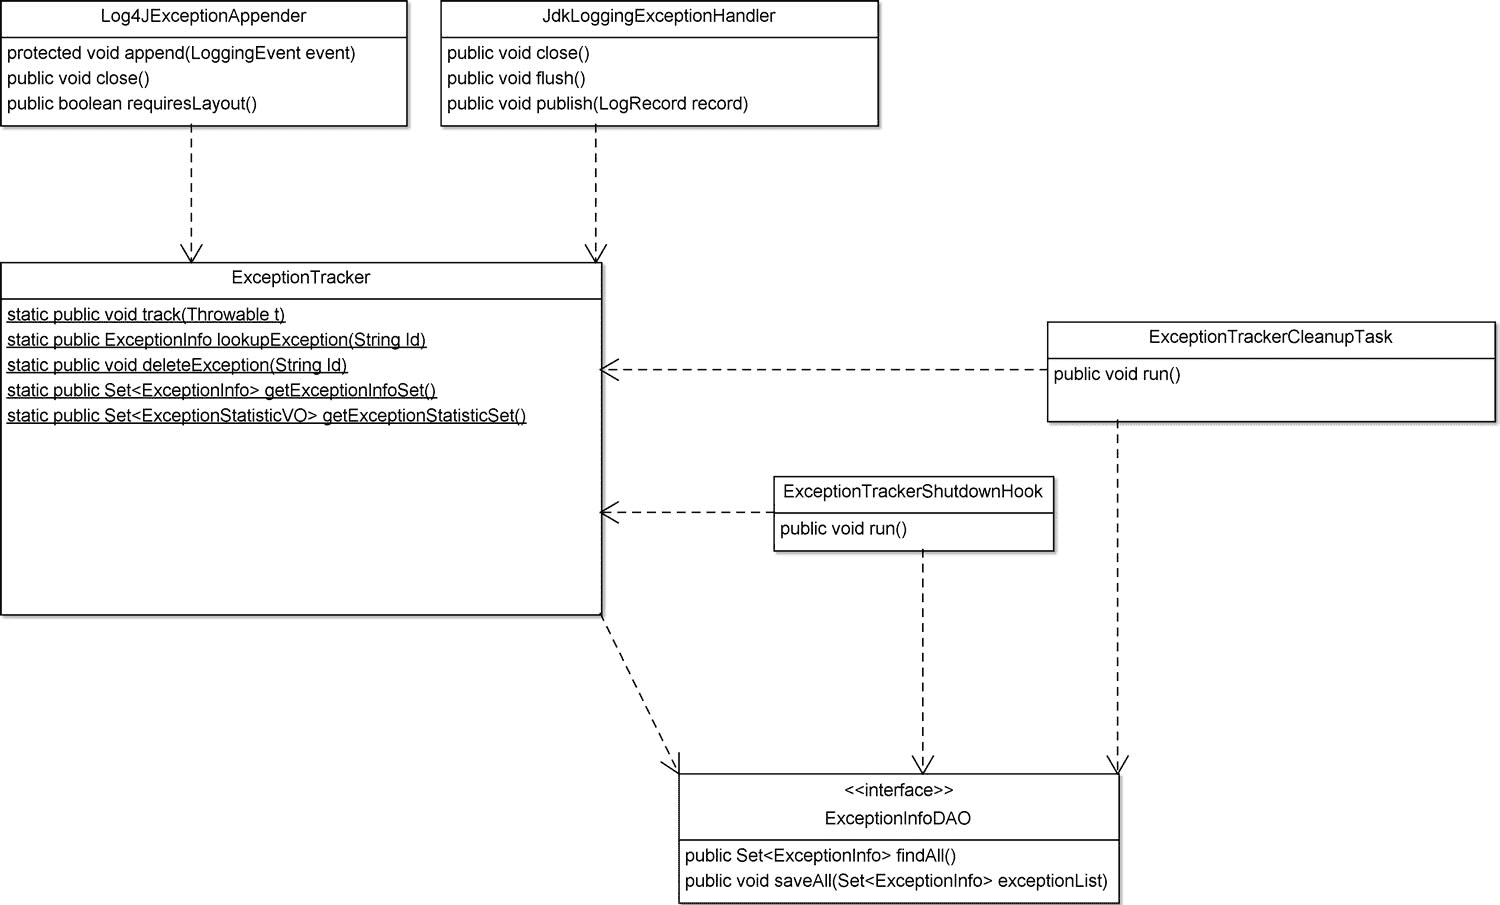 Log4JExceptionAppender
protected void append(LoggingEvent event)
public void close()
public boolean requiresLayout()
JdkLoggingExceptionHandler
public void close()
public void flush()
public void publish(LogRecord record)
ExceptionTracker
static public void track(Throwable t)
static public ExceptionInfo lookupException(String Id)
static public void deleteException(String Id)
static public Set<ExceptionInfo> getExceptionInfoSet()
static public Set<ExceptionStatisticVO> getExceptionStatisticSet()
ExceptionTrackerCleanupTask
public void run()
ExceptionTrackerShutdownHook
public void run()
<<interface>>
ExceptionInfoDAO
public Set<ExceptionInfo> findAll()
public void saveAll(Set<ExceptionInfo> exceptionList)